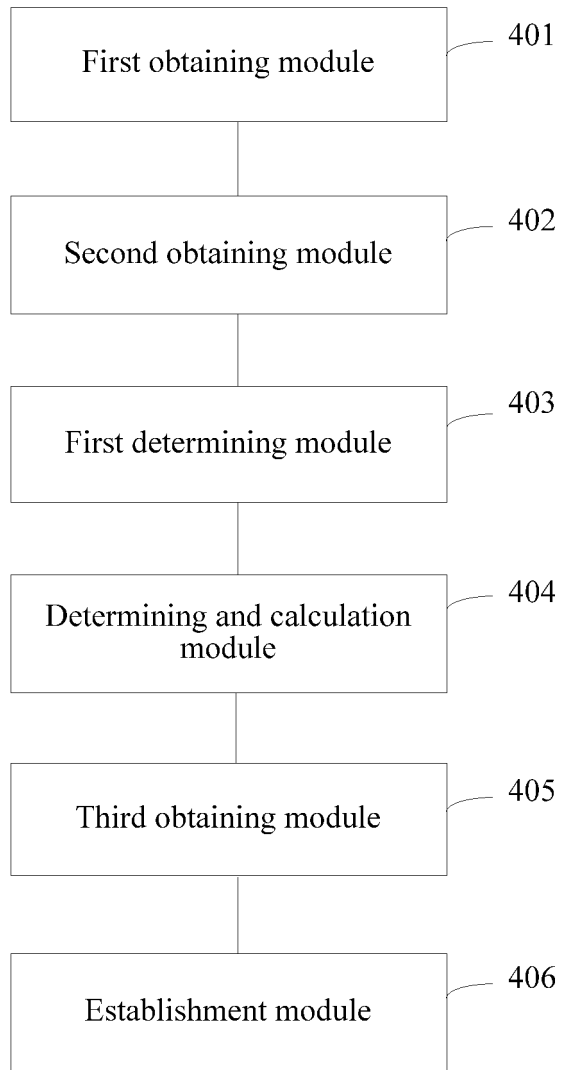 First obtaining module
401
Second obtaining module
402
First determining module
403
Determining and calculation
module
404
Third obtaining module
405
Establishment module
406